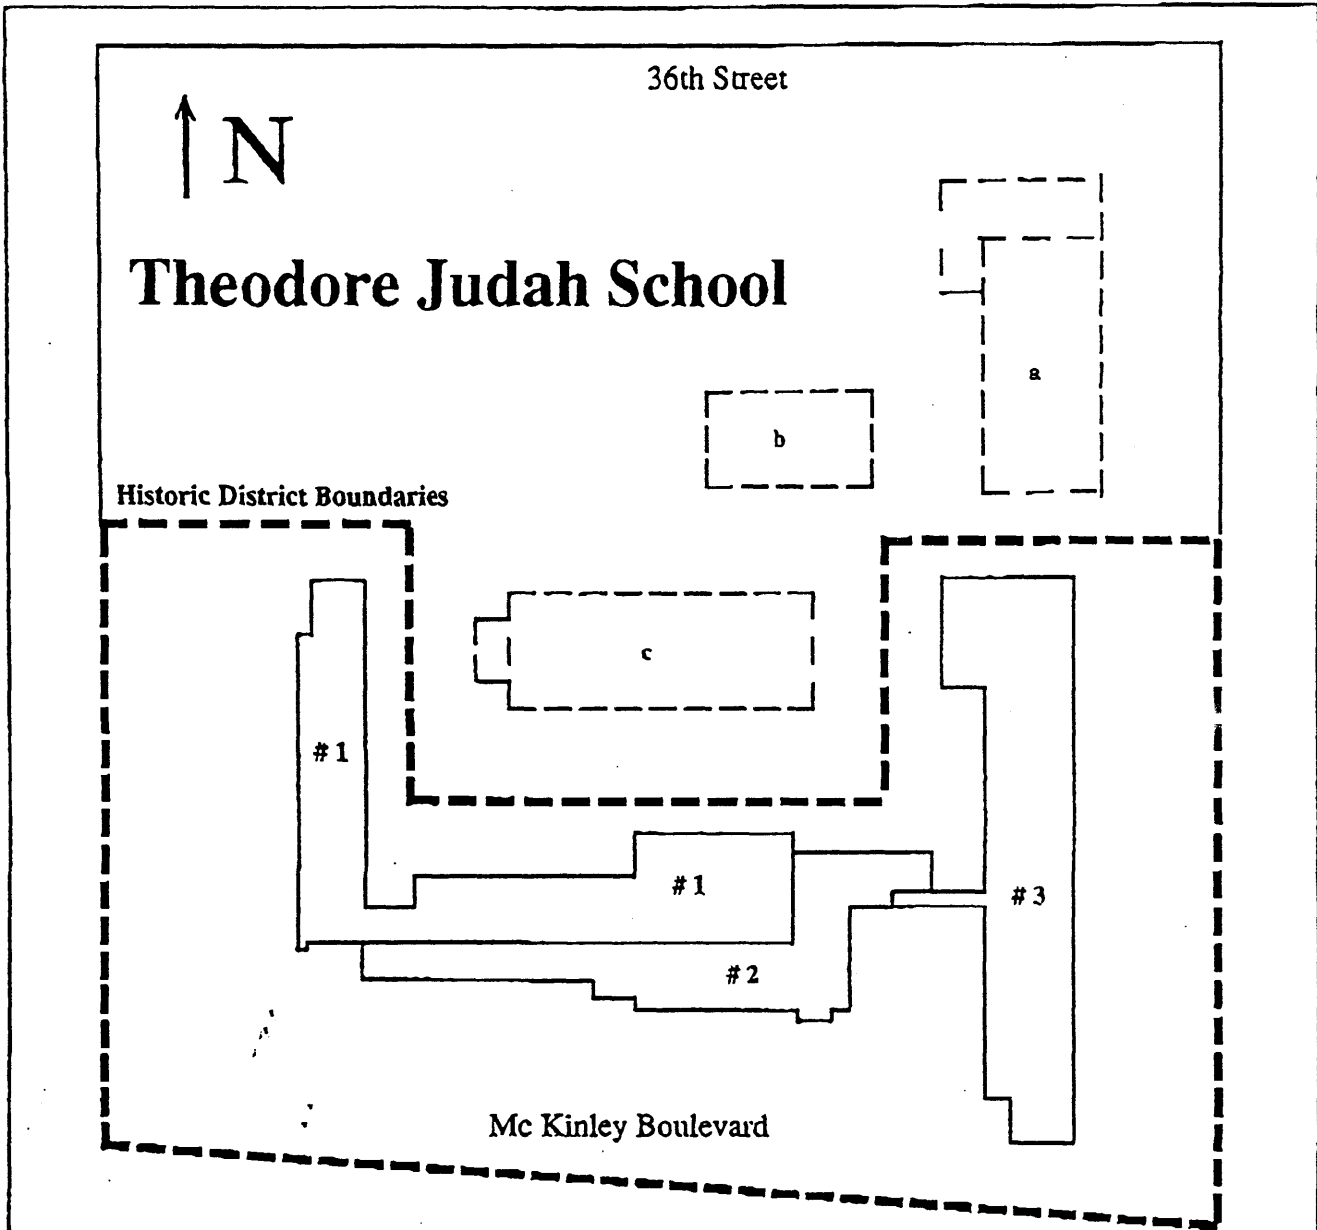 36th Street
N
Theodore Judah School
a
b
Historic District Boundaries
c
# 1
# 1
# 3
# 2
Mc Kinley Boulevard